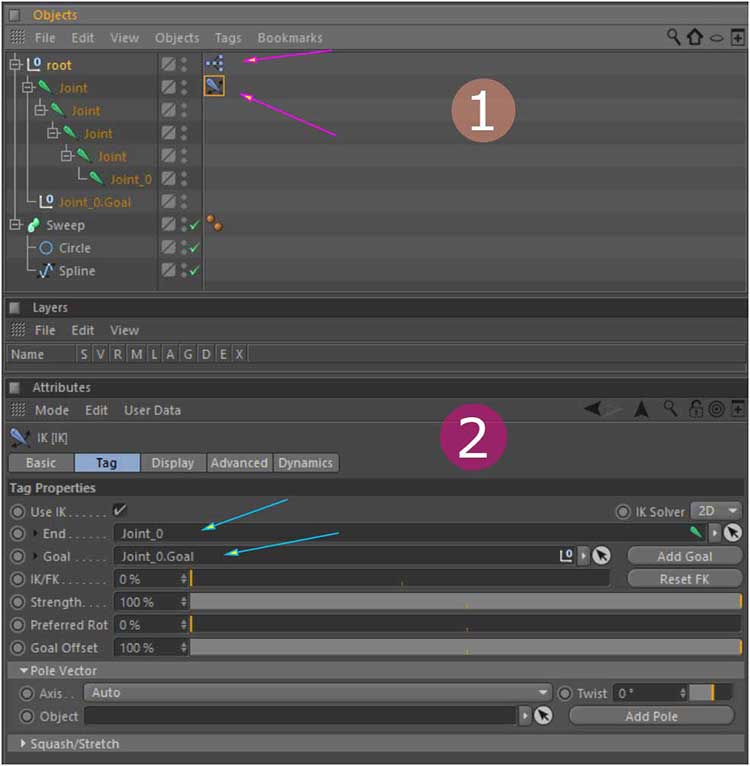 Objects
File Edit View Objects Tags Bookmarks
root
Joint
1
Joint
Joint
Joint
Joint_0
Joint_0.Goal
Sweep
Circle
Spline
Layers
File Edit View
Name S V R M L A G D E X
Attributes
Mode Edit User Data
IK [IK]
2
Basic Tag Display Advanced Dynamics
Tag Properties
Use IK...... IK Solver 2D
End...... Joint_0
Goal..... Joint_0.Goal Add Goal
IK/FK....... 0 % Reset FK
Strength.... 100 %
Preferred Rot 0 %
Goal Offset 100 %
Pole Vector
Axis.. Auto Twist 0 °
Object Add Pole
Squash/Stretch